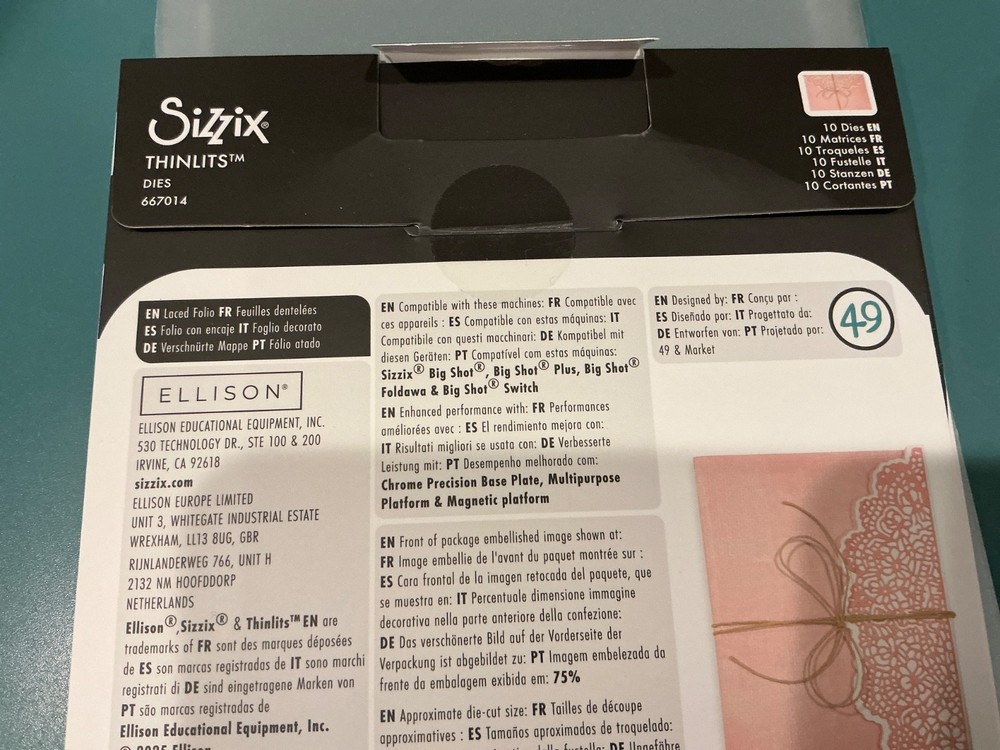 Sizzix®
THINLITS™
DIES
667014
10 Dies EN
10 Matrices FR
10 Troqueles ES
10 Fustelle IT
10 Stanzen DE
10 Cortantes PT
EN Laced Folio FR Feuilles dentelées
ES Folio con encaje IT Foglio decorato
DE Verschnürte Mappe PT Fólio atado
ELLISON®
ELLISON EDUCATIONAL EQUIPMENT, INC.
530 TECHNOLOGY DR., STE 100 & 200
IRVINE, CA 92618
sizzix.com
ELLISON EUROPE LIMITED
UNIT 3, WHITEGATE INDUSTRIAL ESTATE
WREXHAM, LL13 8UG, GBR
RIJNLANDERWEG 766, UNIT H
2132 NM HOOFDDORP
NETHERLANDS
Ellison®,Sizzix® & Thinlits™ EN are
trademarks of FR sont des marques déposées
de ES son marcas registradas de IT sono marchi
registrati di DE sind eingetragene Marken von
PT são marcas registradas de
Ellison Educational Equipment, Inc.
© 2025 Ellison
EN Compatible with these machines: FR Compatible avec
ces appareils : ES Compatible con estas máquinas: IT
Compatibile con questi macchinari: DE Kompatibel mit
diesen Geräten: PT Compatível com estas máquinas:
Sizzix® Big Shot®, Big Shot® Plus, Big Shot®
Foldawa & Big Shot® Switch
EN Enhanced performance with: FR Performances
améliorées avec : ES El rendimiento mejora con:
IT Risultati migliori se usata con: DE Verbesserte
Leistung mit: PT Desempenho melhorado com:
Chrome Precision Base Plate, Multipurpose
Platform & Magnetic platform
EN Front of package embellished image shown at:
FR Image embellie de l'avant du paquet montrée sur :
ES Cara frontal de la imagen retocada del paquete, que
se muestra en: IT Percentuale dimensione immagine
decorativa nella parte anteriore della confezione:
DE Das verschönerte Bild auf der Vorderseite der
Verpackung ist abgebildet zu: PT Imagem embelezada da
frente da embalagem exibida em: 75%
EN Approximate die-cut size: FR Tailles de découpe
approximatives : ES Tamaños aproximados de troquelado:
delle fustelle: DE Ungefähre
EN Designed by: FR Conçu par :
ES Diseñado por: IT Progettato da:
DE Entworfen von: PT Projetado por:
49 & Market
49